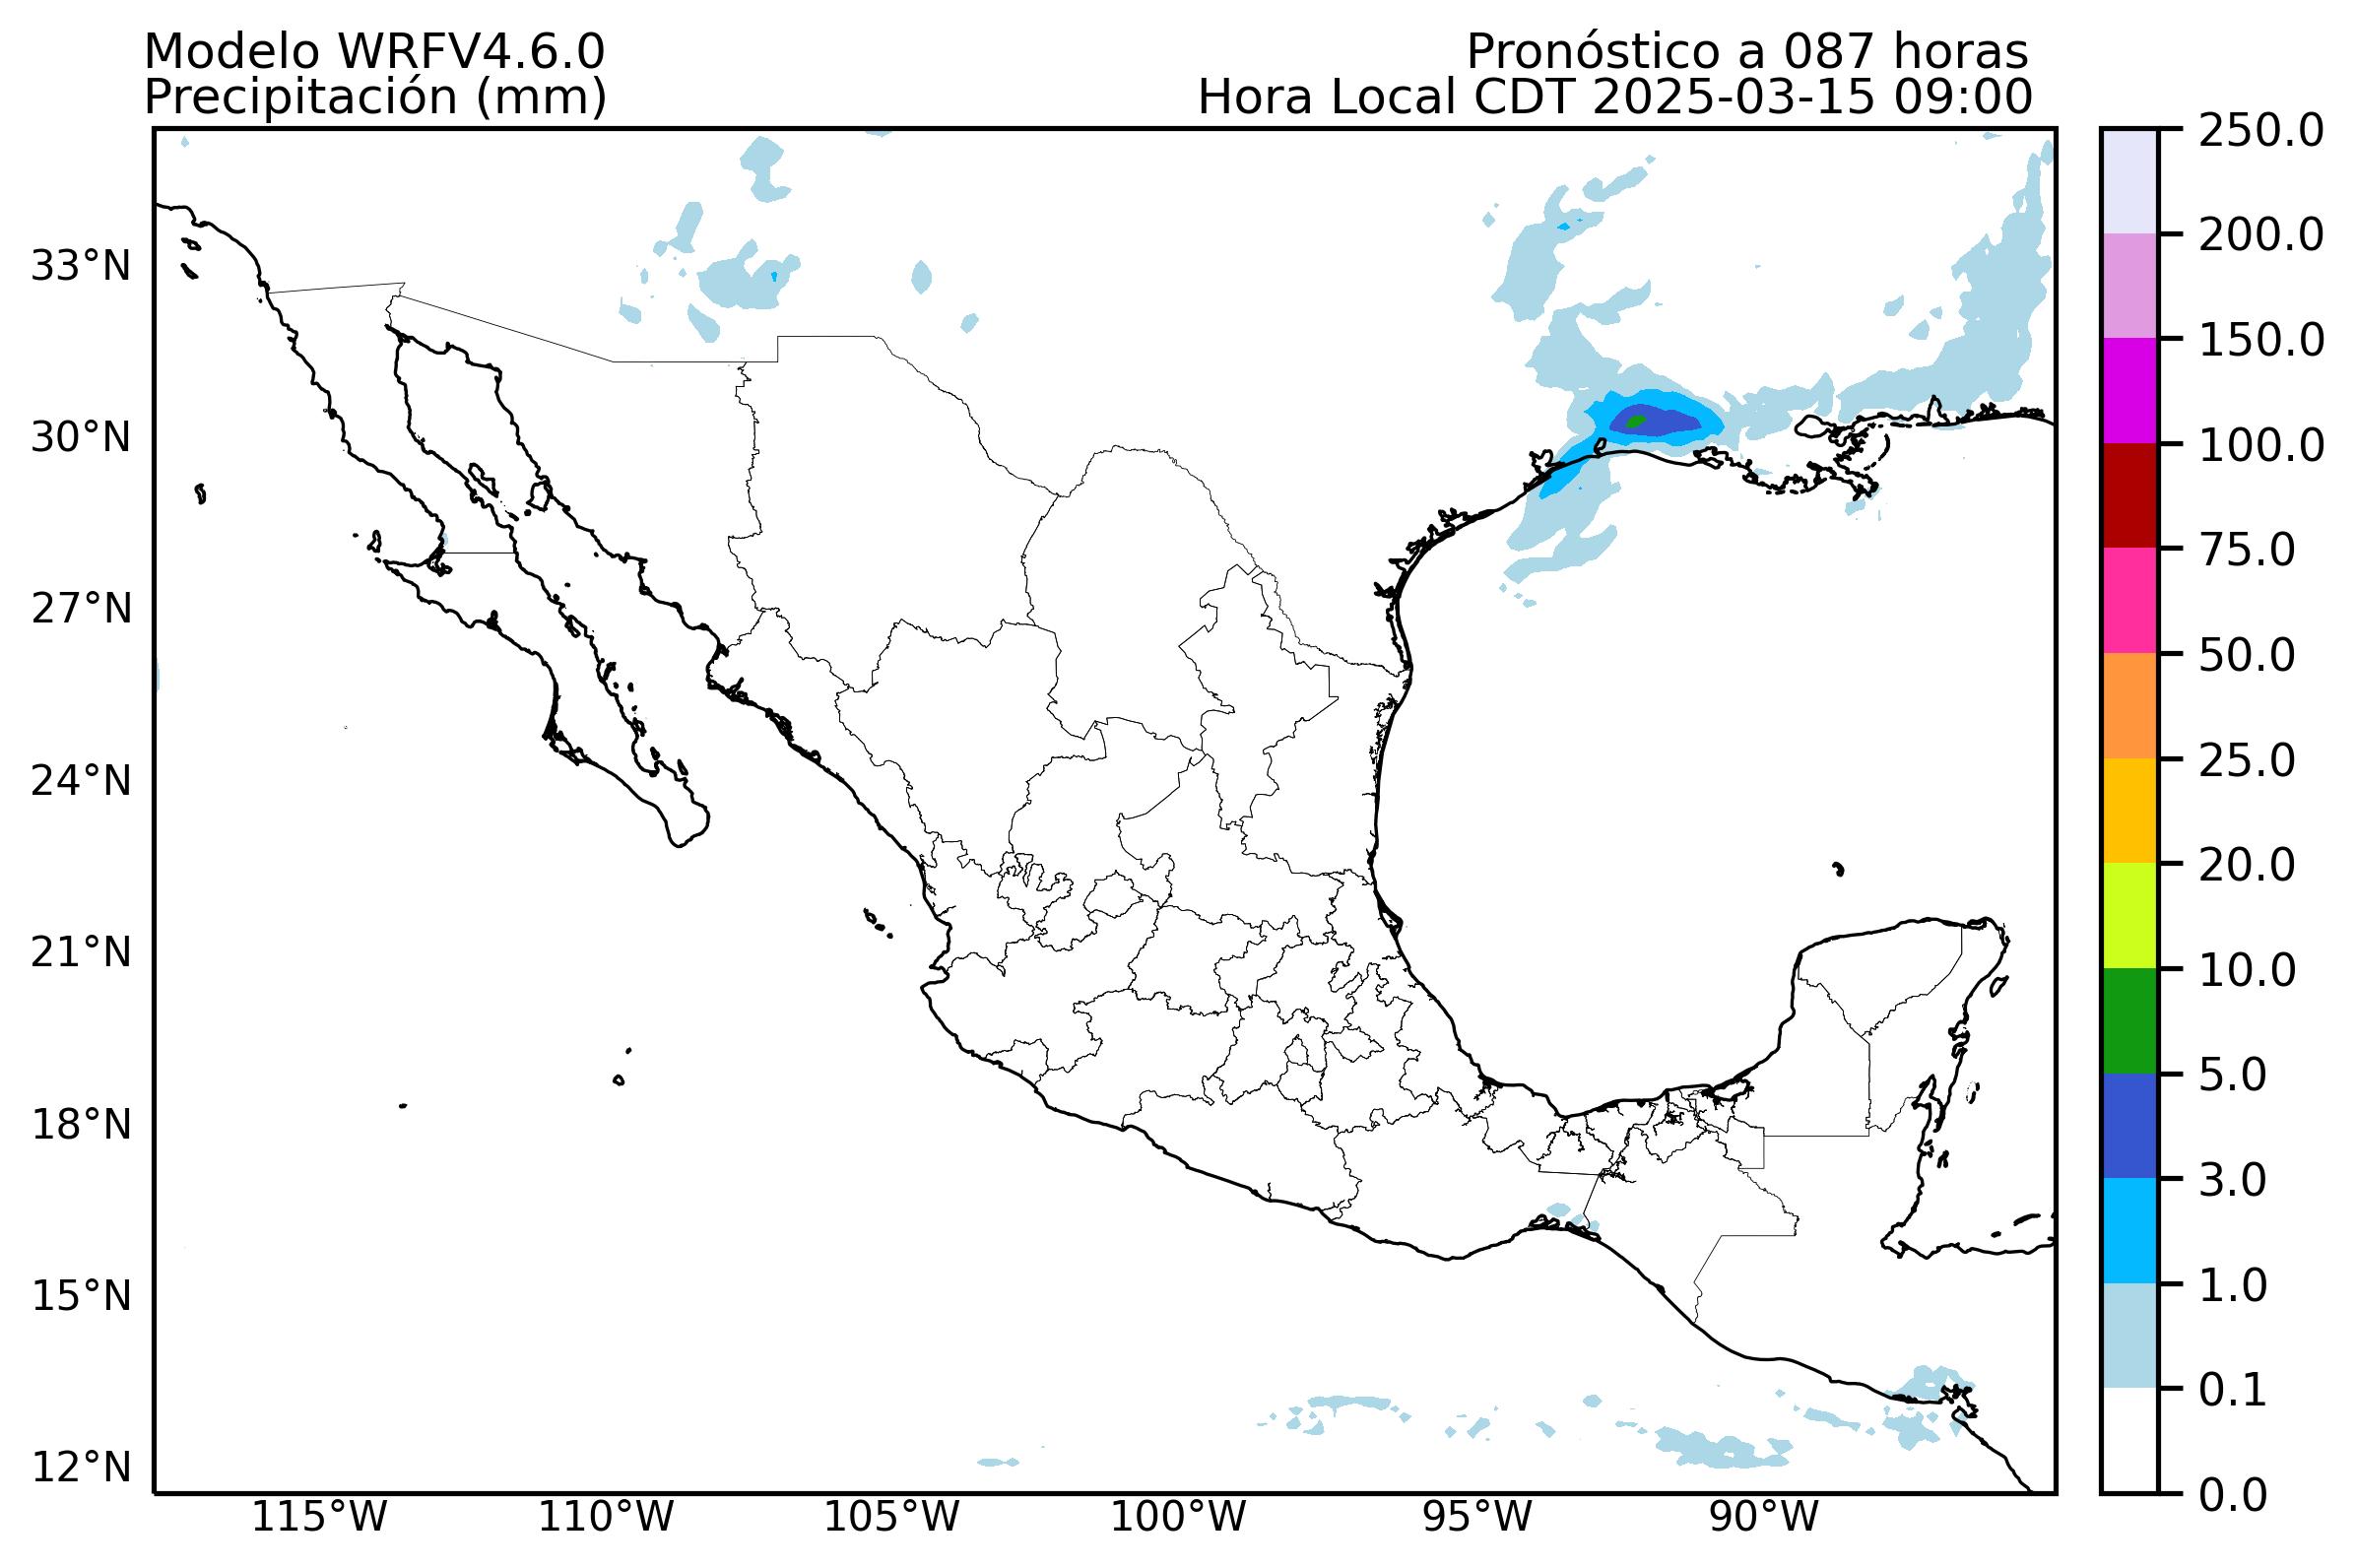 Modelo WRFV4.6.0
Precipitación (mm)
Pronóstico a 087 horas
Hora Local CDT 2025-03-15 09:00
33°N
30°N
27°N
24°N
21°N
18°N
15°N
12°N
115°W
110°W
105°W
100°W
95°W
90°W
250.0
200.0
150.0
100.0
75.0
50.0
25.0
20.0
10.0
5.0
3.0
1.0
0.1
0.0